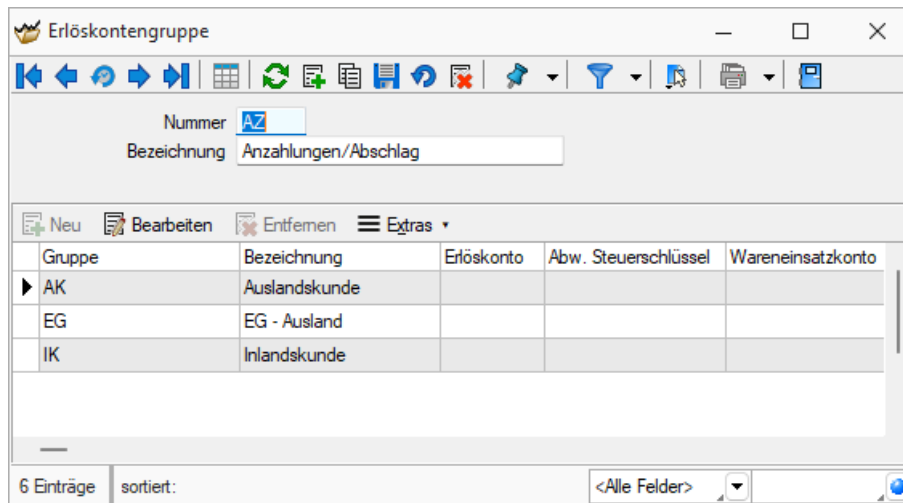 Erlöskontengruppe
Nummer AZ
Bezeichnung Anzahlungen/Abschlag
Neu Bearbeiten Entfernen Extras
Gruppe Bezeichnung Erlöskonto Abw. Steuerschlüssel Wareneinsatzkonto
AK Auslandskunde
EG EG - Ausland
IK Inlandskunde
6 Einträge sortiert: <Alle Felder>